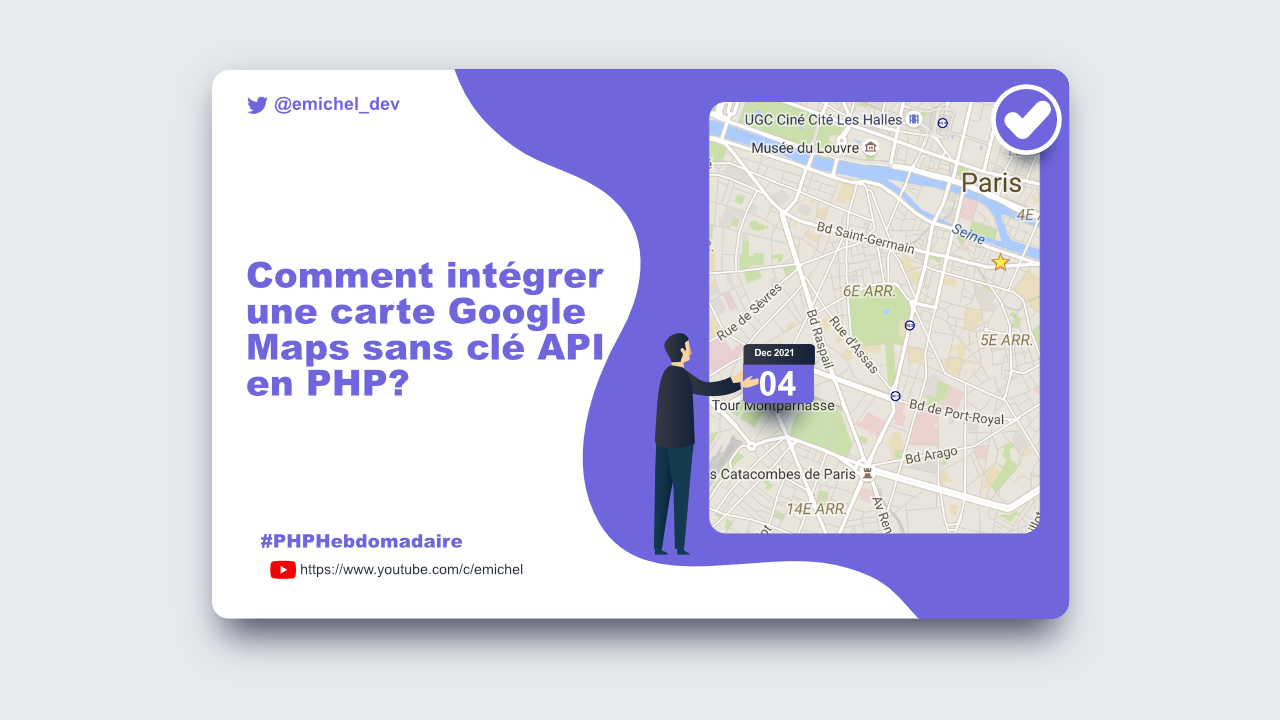 @emichel_dev
Comment intégrer
une carte Google
Maps sans clé API
en PHP?
#PHPHebdomadaire
https://www.youtube.com/c/emichel
UGC Ciné Cité Les Halles
Musée du Louvre
Paris
4E
Seine
Bd Saint-Germain
6E ARR.
Rue de Sèvres
Bd Raspail
Rue d'Assas
5E ARR.
Dec 2021
04
Tour Montparnasse
Bd de Port-Royal
Bd Arago
s Catacombes de Paris
14E ARR.
Av Ren